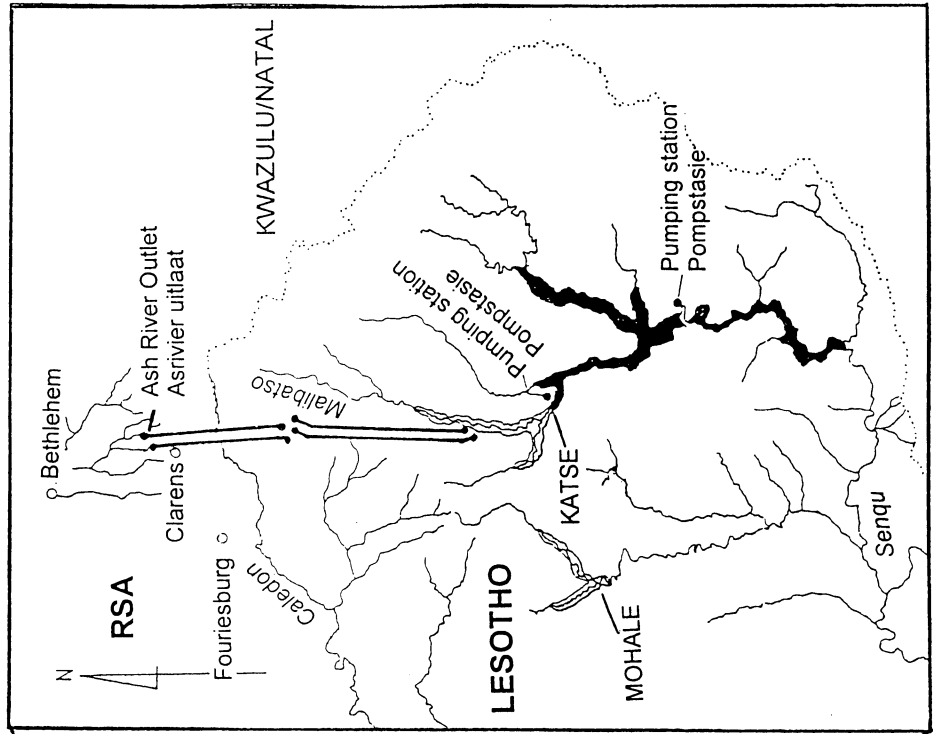 N
RSA
Bethlehem
Ash River Outlet
Asrivier uitlaat
Clarens
Fouriesburg
KWAZULU/NATAL
Caledon
Malibatso
Pumping station
Pompstasie
Pumping station
Pompstasie
LESOTHO
KATSE
MOHALE
Senqu